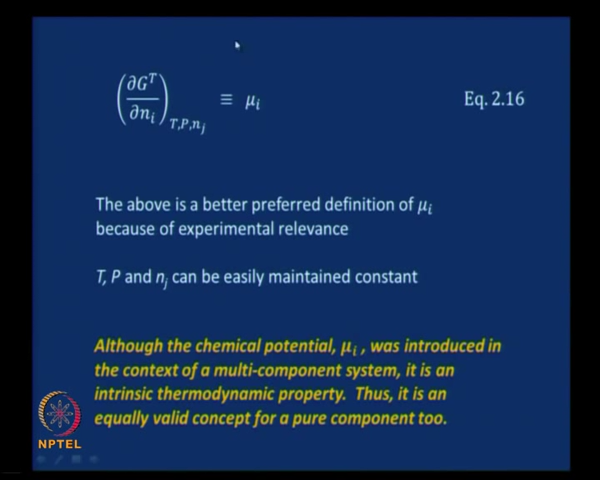 (∂G^T/∂n_i)_{T,P,n_j} ≡ μ_i Eq. 2.16
The above is a better preferred definition of μ_i
because of experimental relevance
T, P and n_j can be easily maintained constant
Although the chemical potential, μ_i , was introduced in
the context of a multi-component system, it is an
intrinsic thermodynamic property. Thus, it is an
equally valid concept for a pure component too.
NPTEL